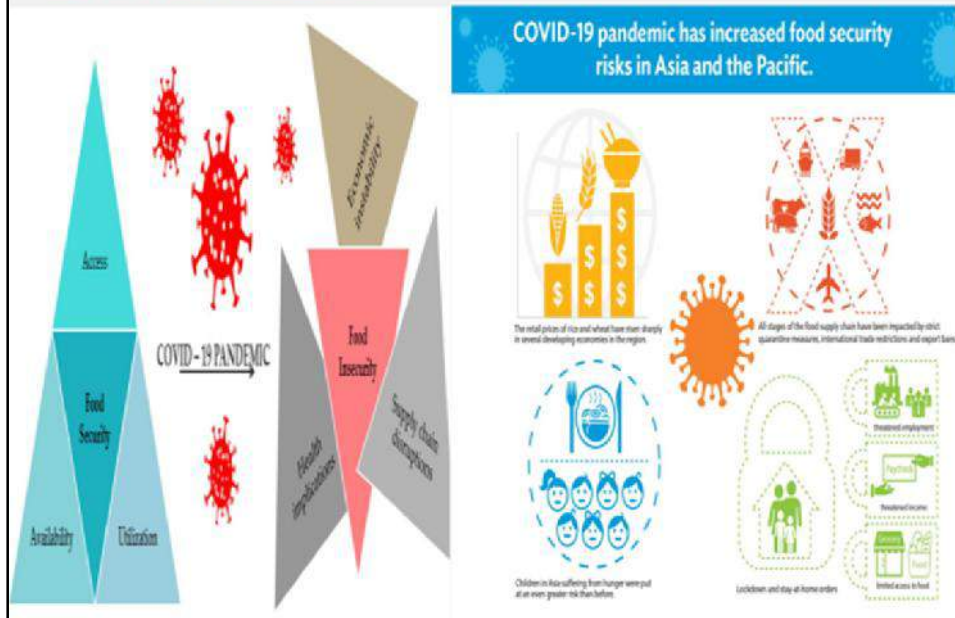 Access
Food
Security
Availability
Utilization
COVID – 19 PANDEMIC
Economic
instability
Food
Insecurity
Health
implications
Supply chain
disruptions
COVID-19 pandemic has increased food security
risks in Asia and the Pacific.
$
$
$
$
$
$
The retail prices of rice and wheat have risen sharply
in several developing economies in the region.
All stages of the food supply chain have been impacted by strict
quarantine measures, international trade restrictions and export bans
Children in Asia suffering from hunger were put
at an even greater risk than before.
Lockdown and stay-at-home orders
threatened employment
Paycheck
threatened income
Grocery
Food
limited access to food